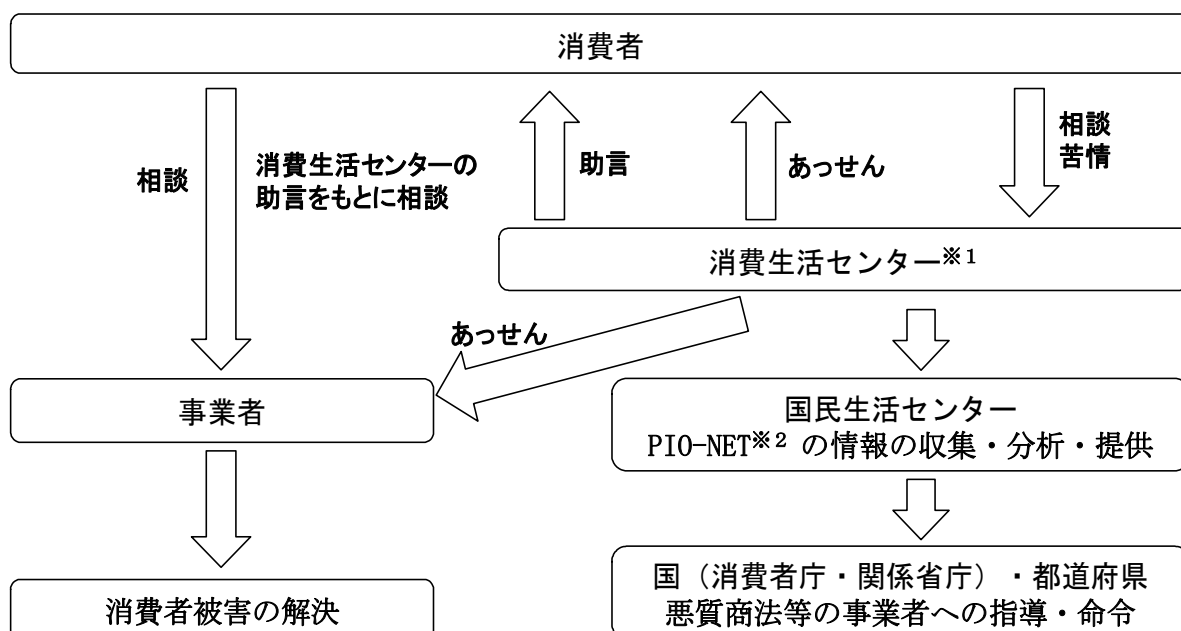 消費者
相談
消費生活センターの
助言をもとに相談
助言
あっせん
相談
苦情
消費生活センター※1
あっせん
事業者
国民生活センター
PIO-NET※2 の情報の収集・分析・提供
消費者被害の解決
国（消費者庁・関係省庁）・都道府県
悪質商法等の事業者への指導・命令